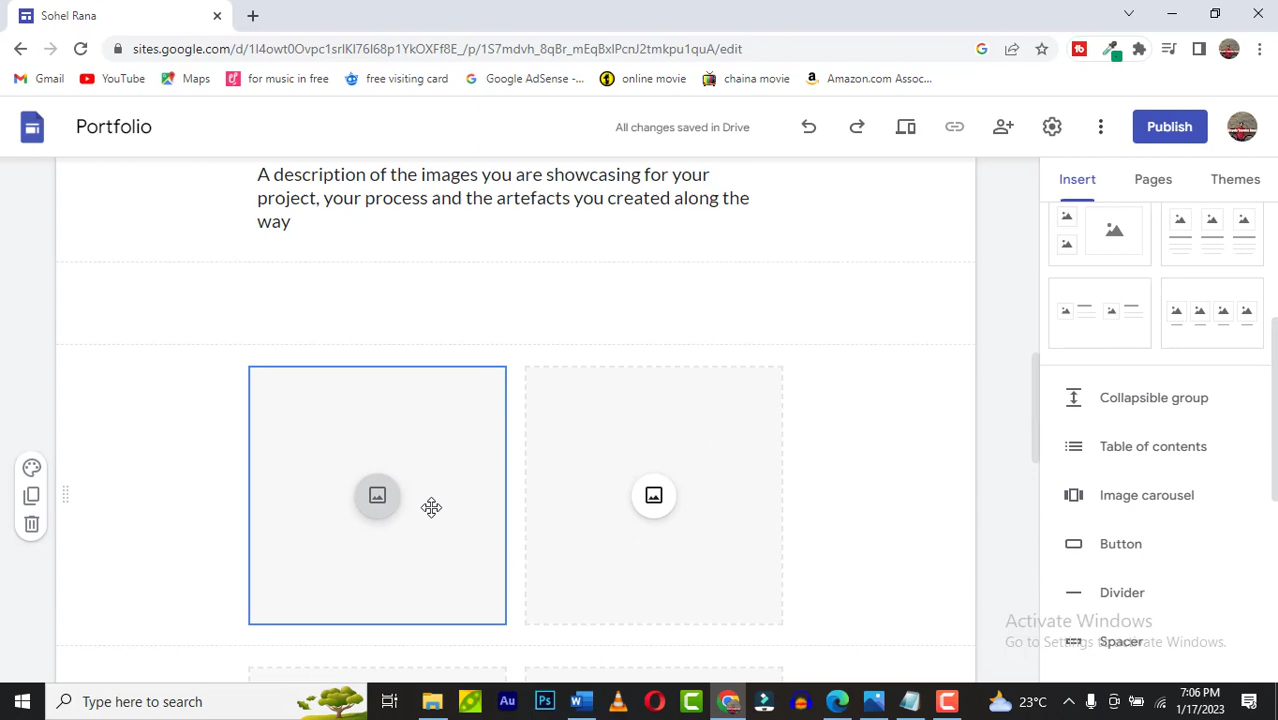 Sohel Rana
sites.google.com/d/1I4owt0Ovpc1srlKI76I68p1YkOXFf8E_/p/1S7mdvh_8qBr_mEqBxlPcnJ2tmkpu1quA/edit
Gmail YouTube Maps for music in free free visiting card Google AdSense -... online movie chaina movie Amazon.com Assoc...
Portfolio
All changes saved in Drive
Publish
A description of the images you are showcasing for your
project, your process and the artefacts you created along the
way
Insert Pages Themes
Collapsible group
Table of contents
Image carousel
Button
Divider
Spacer
Activate Windows
Go to Settings to activate Windows.
Type here to search
23°C
7:06 PM
1/17/2023